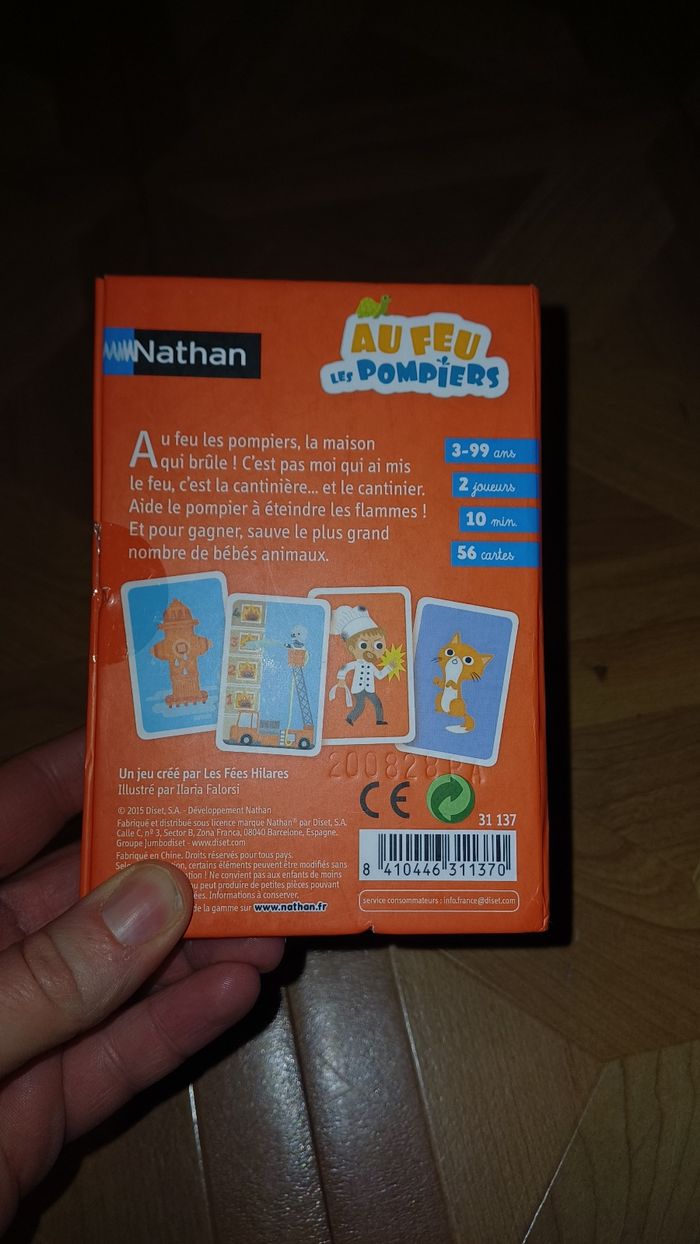 Nathan
AU FEU
LES POMPIERS
Au feu les pompiers, la maison
qui brûle ! C'est pas moi qui ai mis
le feu, c'est la cantinière... et le cantinier.
Aide le pompier à éteindre les flammes !
Et pour gagner, sauve le plus grand
nombre de bébés animaux.
3-99 ans
2 joueurs
10 min.
56 cartes
4
3
2
1
Un jeu créé par Les Fées Hilares
Illustré par Ilaria Falorsi
200828
CE
© 2015 Diset, S.A. - Développement Nathan
Fabriqué et distribué sous licence marque Nathan® par Diset, S.A.
Calle C, nº 3, Sector B, Zona Franca, 08040 Barcelone, Espagne.
Groupe Jumbodiset - www.diset.com
Fabriqué en Chine. Droits réservés pour tous pays.
certains éléments peuvent être modifiés sans
! Ne convient pas aux enfants de moins
peut produire de petites pièces pouvant
Informations à conserver.
de la gamme sur www.nathan.fr
31 137
8 410446 311370
service consommateurs : info.france@diset.com